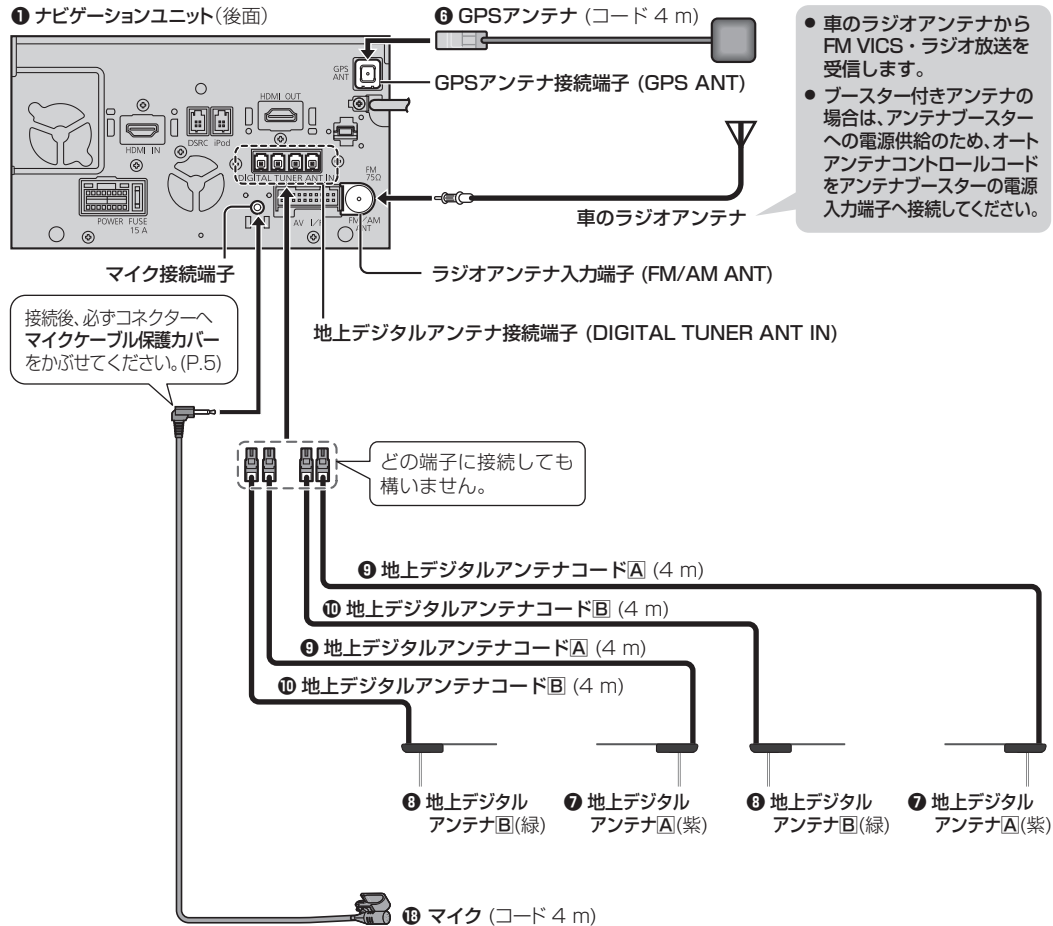 ❶ ナビゲーションユニット(後面)
❻ GPSアンテナ (コード 4 m)
● 車のラジオアンテナから
FM VICS・ラジオ放送を
受信します。
● ブースター付きアンテナの
場合は、アンテナブースター
への電源供給のため、オート
アンテナコントロールコード
をアンテナブースターの電源
入力端子へ接続してください。
GPS
ANT
GPSアンテナ接続端子 (GPS ANT)
HDMI OUT
HDMI IN
DSRC iPod
DIGITAL TUNER ANT IN
FM
75Ω
POWER FUSE
15 A
AV I/F
FM/AM
ANT
車のラジオアンテナ
マイク接続端子
ラジオアンテナ入力端子 (FM/AM ANT)
地上デジタルアンテナ接続端子 (DIGITAL TUNER ANT IN)
接続後、必ずコネクターへ
マイクケーブル保護カバー
をかぶせてください。(P.5)
どの端子に接続しても
構いません。
❾ 地上デジタルアンテナコードA (4 m)
❿ 地上デジタルアンテナコードB (4 m)
❾ 地上デジタルアンテナコードA (4 m)
❿ 地上デジタルアンテナコードB (4 m)
❽ 地上デジタル
アンテナB(緑)
❼ 地上デジタル
アンテナA(紫)
❽ 地上デジタル
アンテナB(緑)
❼ 地上デジタル
アンテナA(紫)
⓲ マイク (コード 4 m)